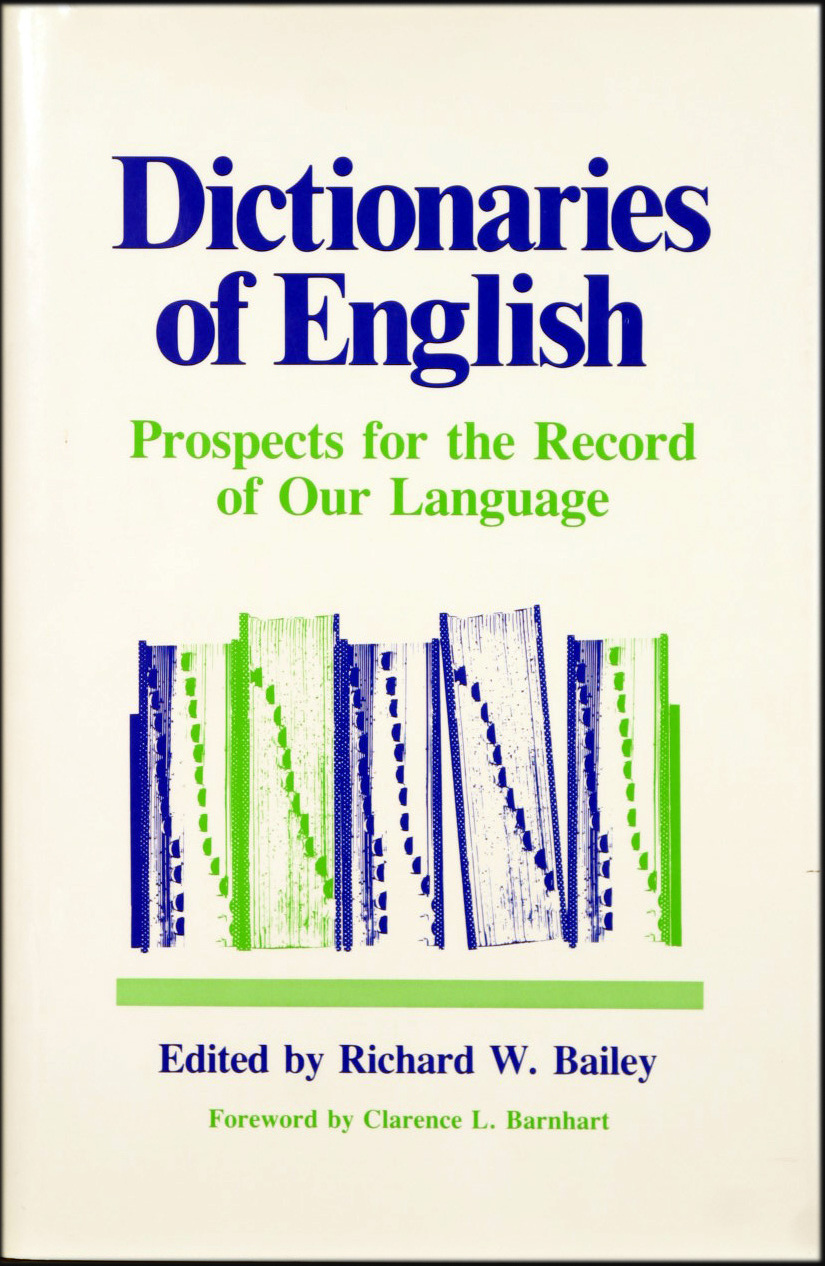 Dictionaries
of English
Prospects for the Record
of Our Language
Edited by Richard W. Bailey
Foreword by Clarence L. Barnhart